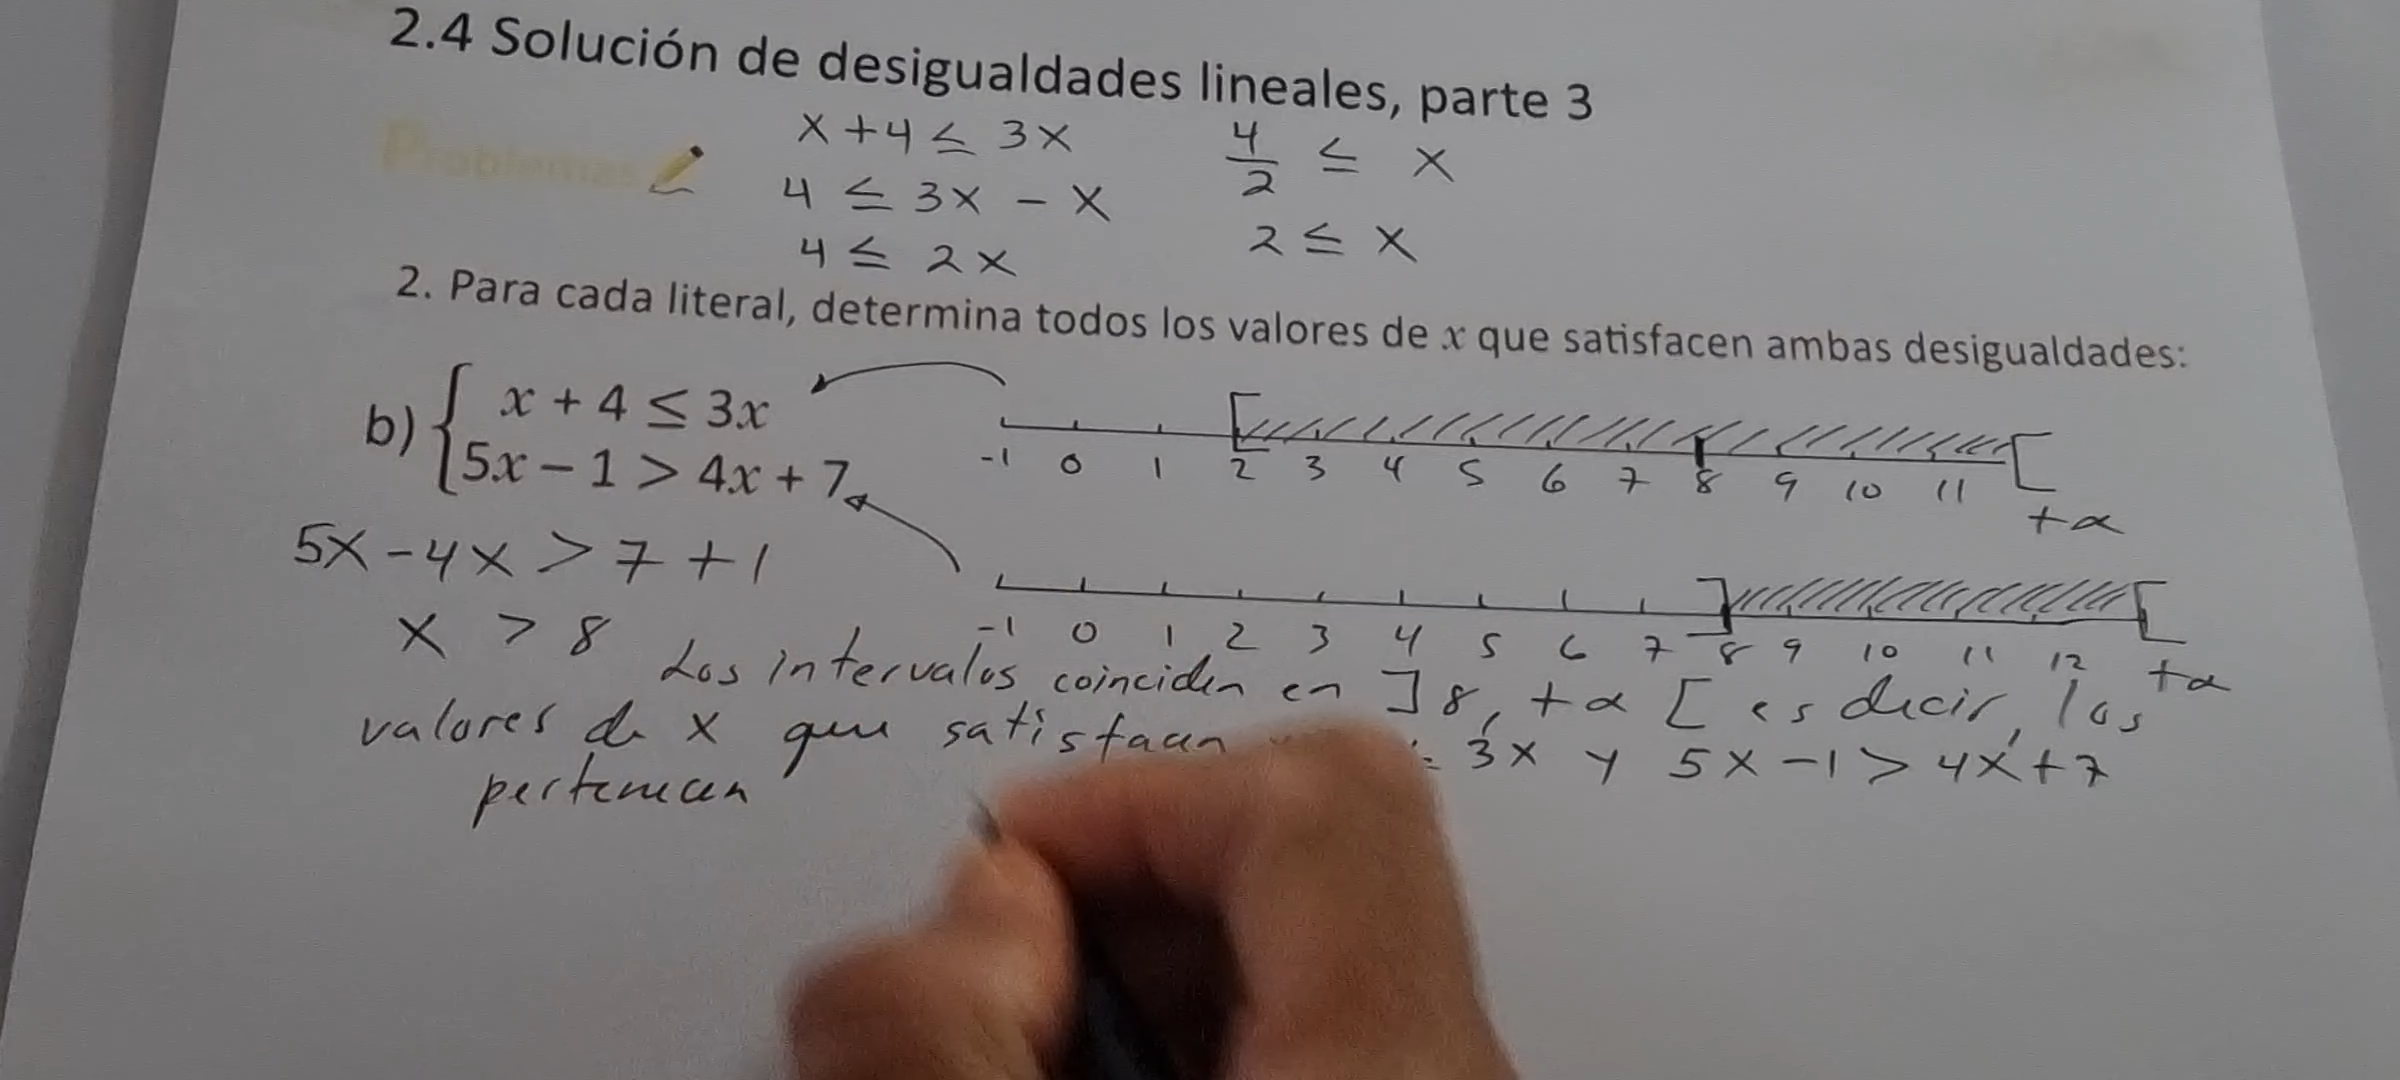 2.4 Solución de desigualdades lineales, parte 3
Problemas
x + 4 ≤ 3x
4 ≤ 3x - x
4 ≤ 2x
4/2 ≤ x
2 ≤ x
2. Para cada literal, determina todos los valores de x que satisfacen ambas desigualdades:
b) { x + 4 ≤ 3x
5x - 1 > 4x + 7
-1 0 1 2 3 4 5 6 7 8 9 10 11 +∝
5x - 4x > 7 + 1
x > 8
-1 0 1 2 3 4 5 6 7 8 9 10 11 12 +∝
Los intervalos coinciden en ]8, +∝[ es decir, los
valores de x que satisfacen 3x y 5x - 1 > 4x + 7
pertenecen